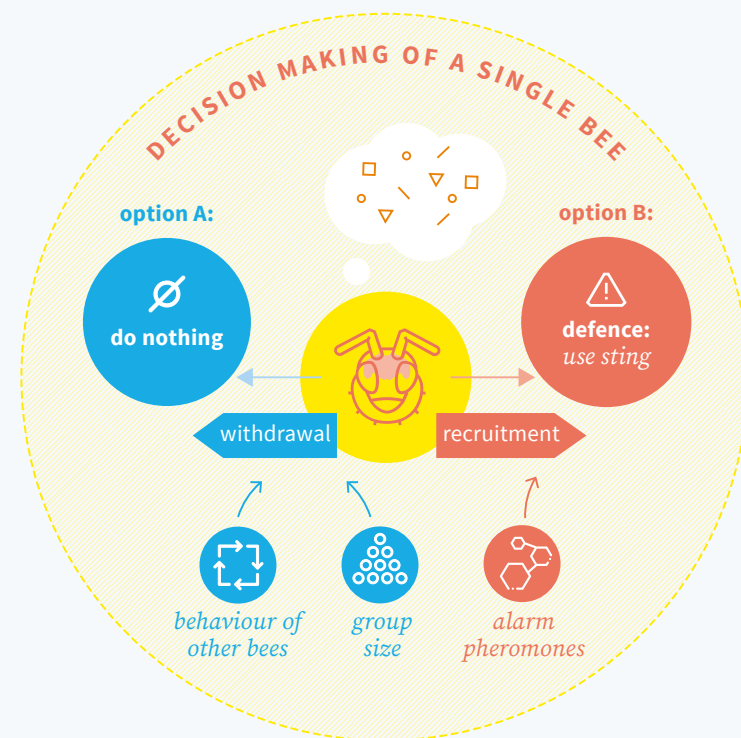 DECISION MAKING OF A SINGLE BEE
option A:
option B:
do nothing
defence:
use sting
withdrawal
recruitment
behaviour of
other bees
group
size
alarm
pheromones